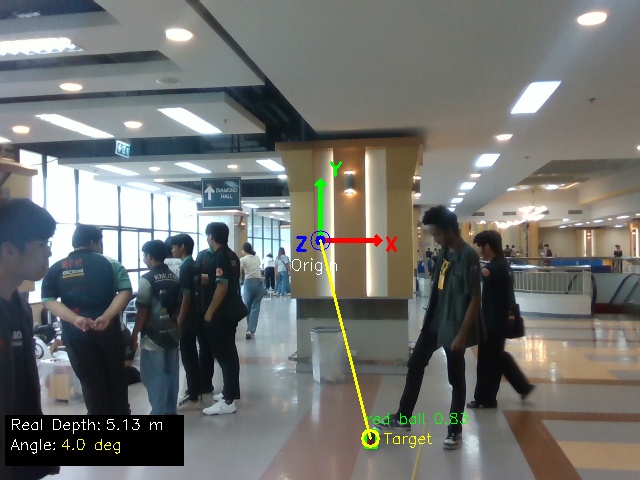 DIAMOND
HALL
Y
Z
X
Origin
red ball 0.83
Target
Real Depth: 5.13 m
Angle: 4.0 deg